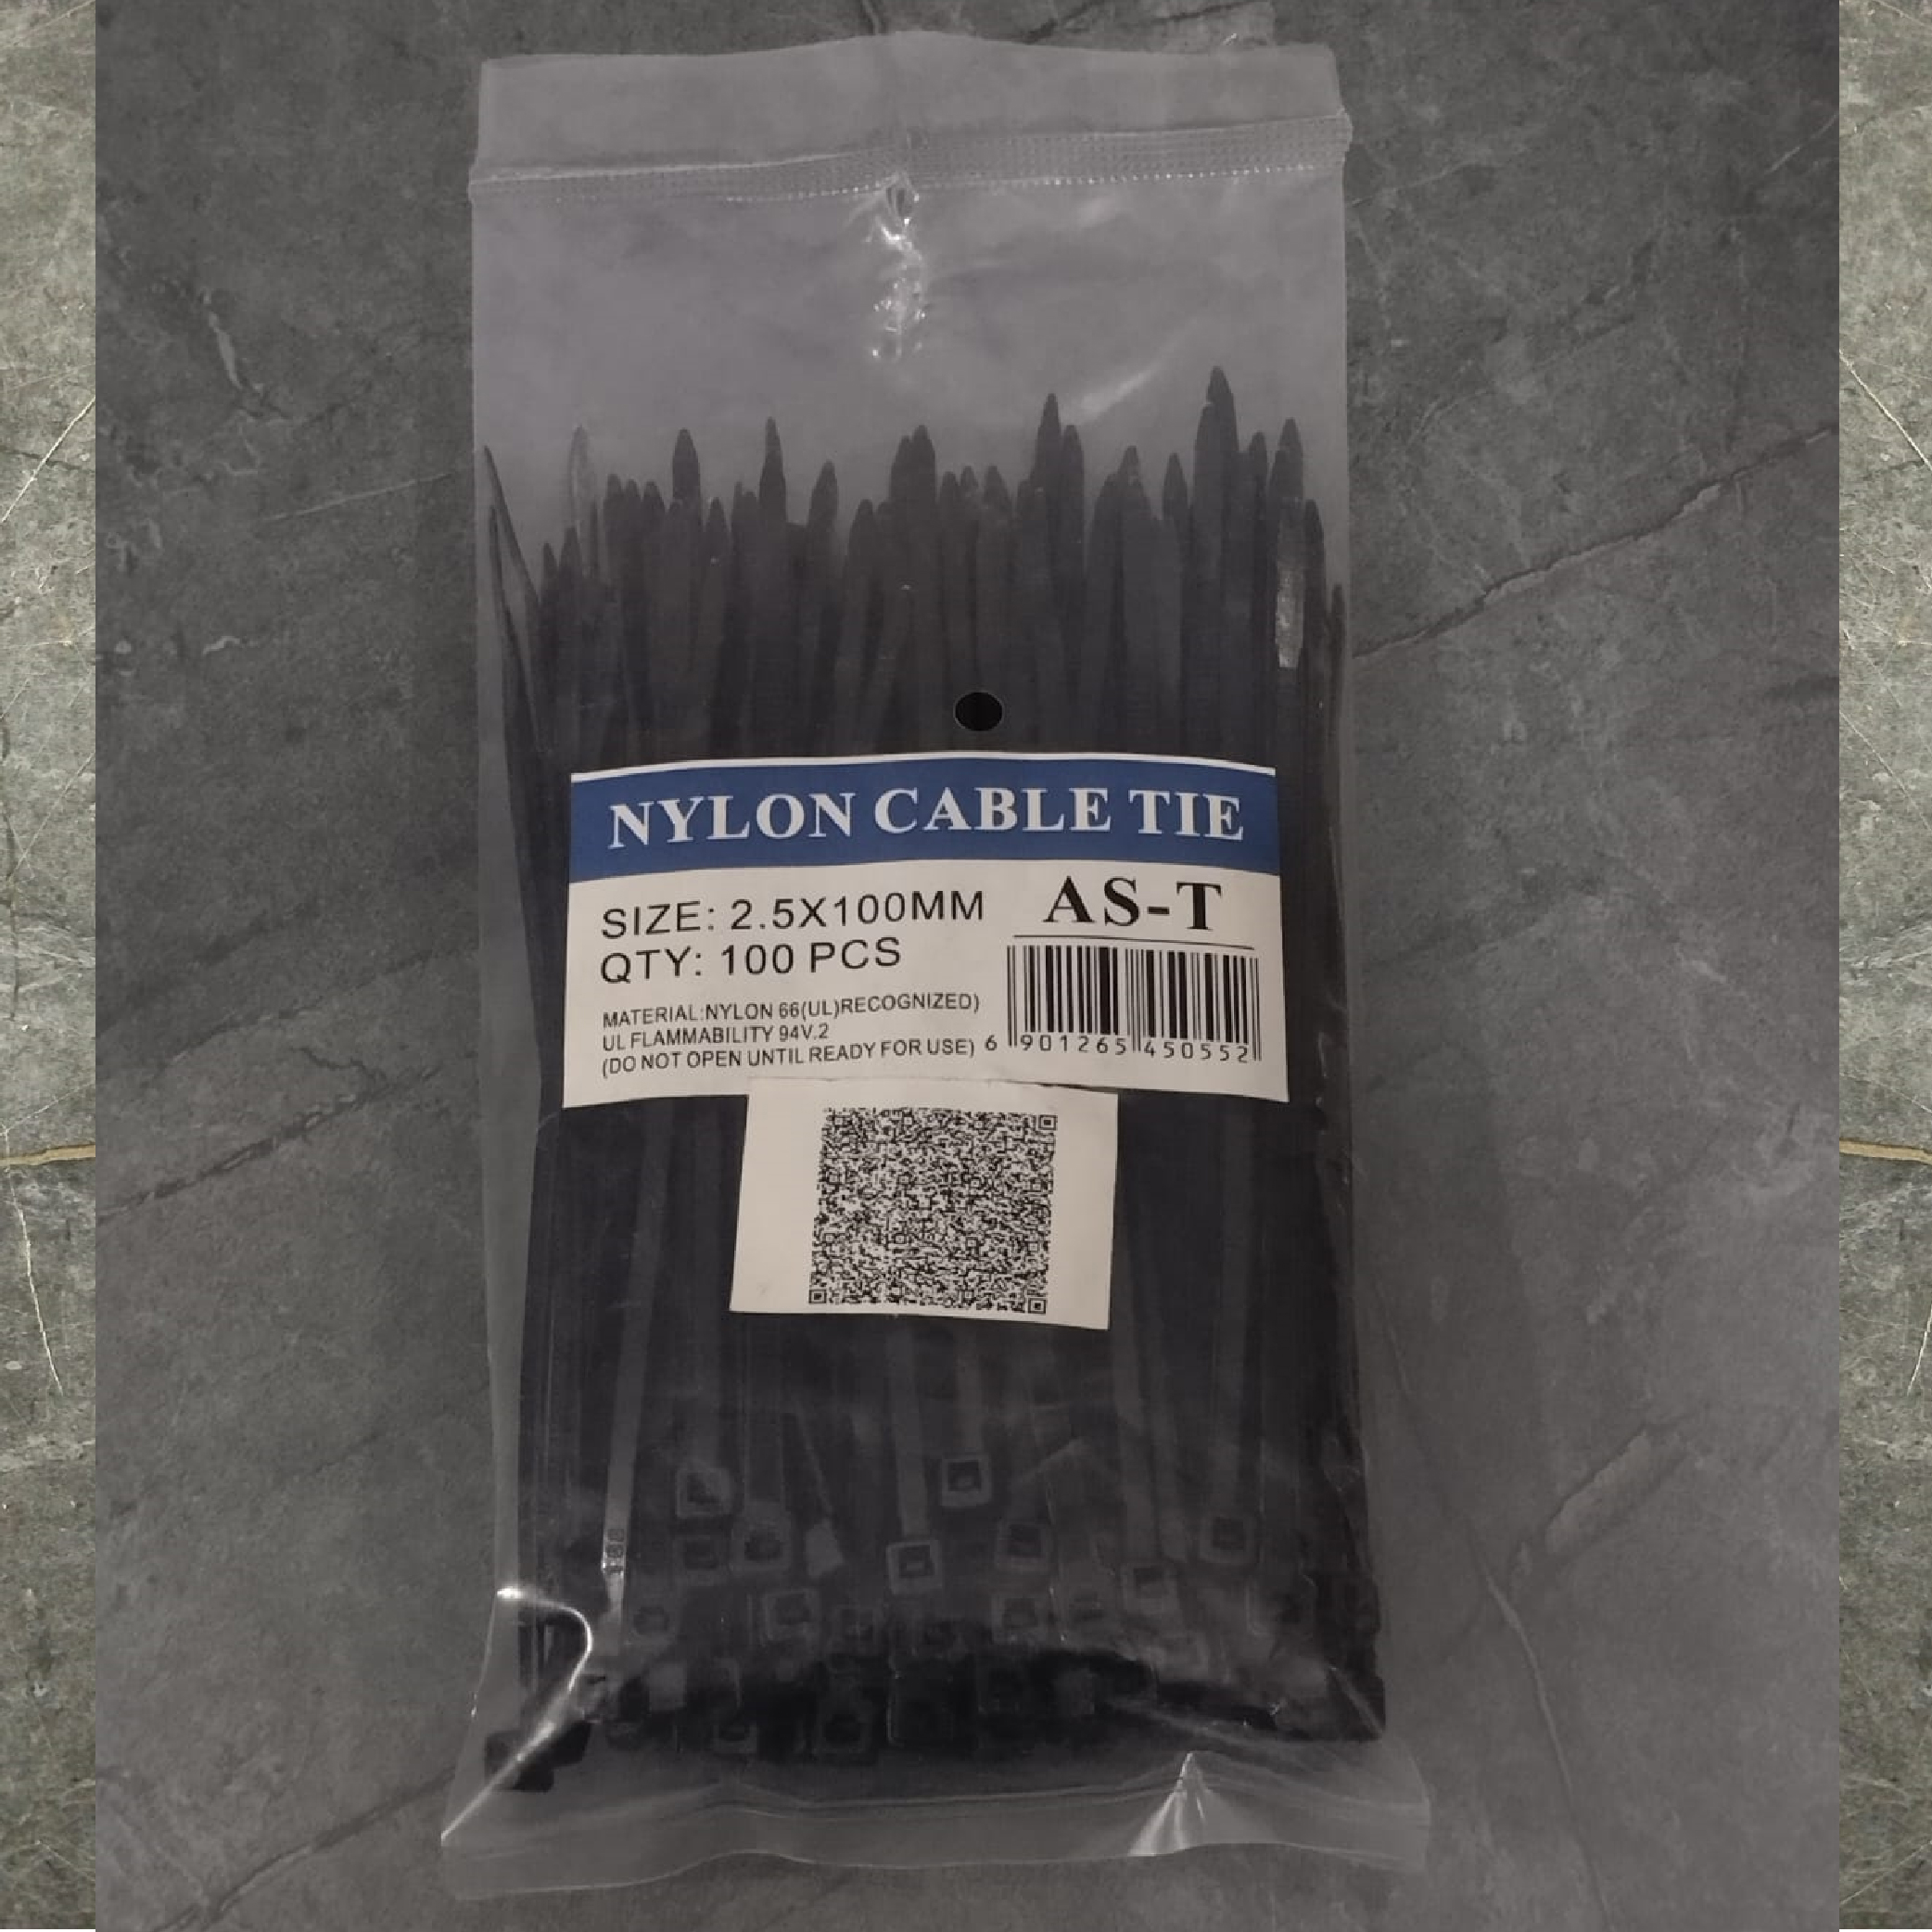 NYLON CABLE TIE
SIZE: 2.5X100MM
AS-T
QTY: 100 PCS
MATERIAL:NYLON 66(UL)RECOGNIZED)
UL FLAMMABILITY 94V.2
(DO NOT OPEN UNTIL READY FOR USE)
6 901265 450552